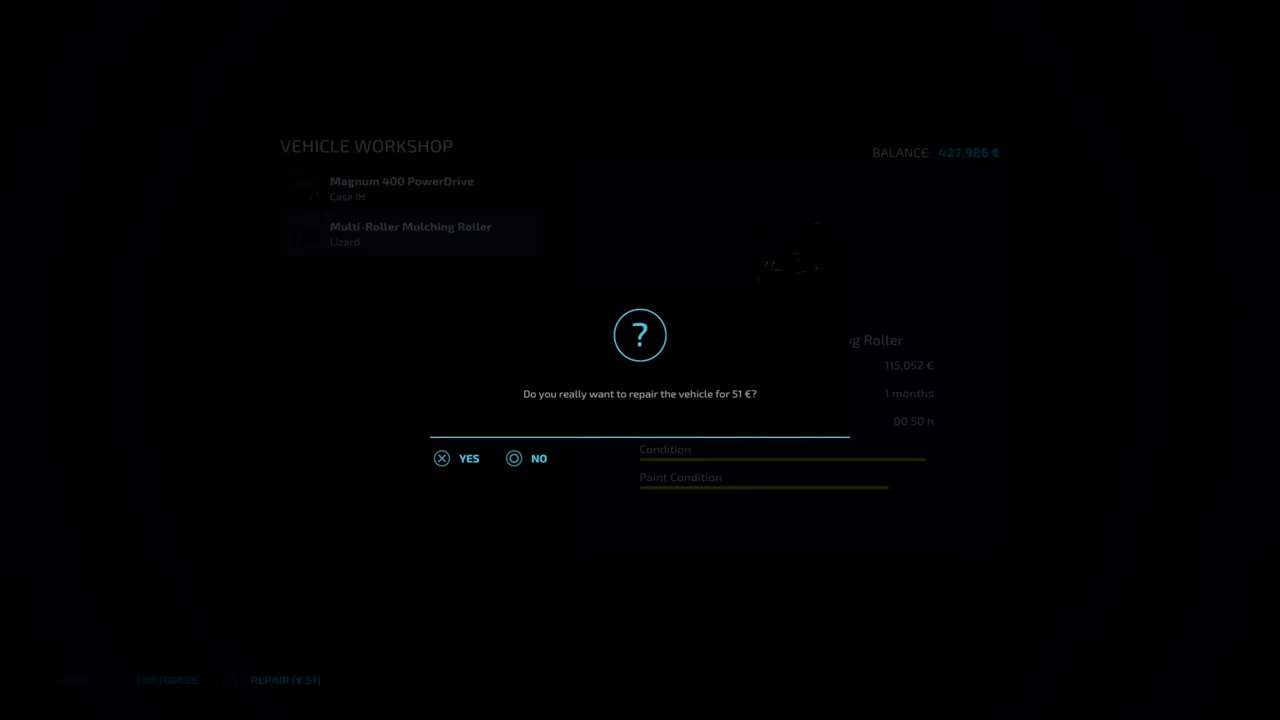 VEHICLE WORKSHOP
BALANCE: 427,986 €
Magnum 400 PowerDrive
Case IH
Multi-Roller Mulching Roller
Lizard
?
ng Roller
115,052 €
Do you really want to repair the vehicle for 51 €?
1 months
00:50 h
Condition
YES NO
Paint Condition
CUSTOMIZE REPAIR (€ 51)